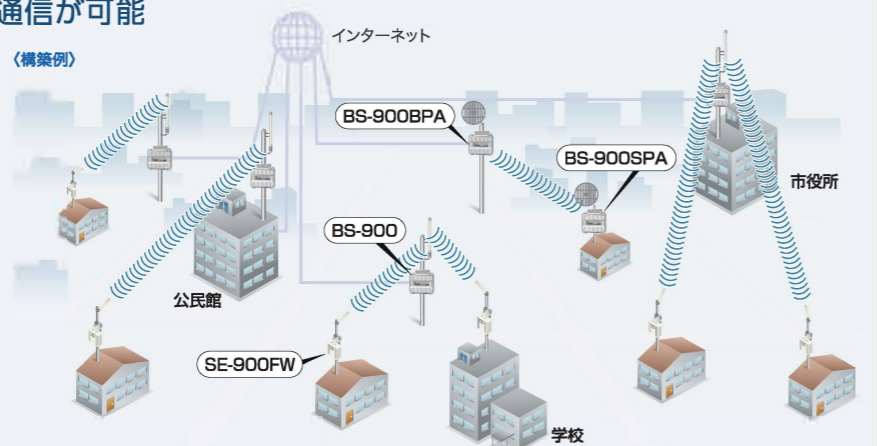 通信が可能
〈構築例〉
インターネット
BS-900BPA
BS-900SPA
市役所
BS-900
公民館
SE-900FW
学校